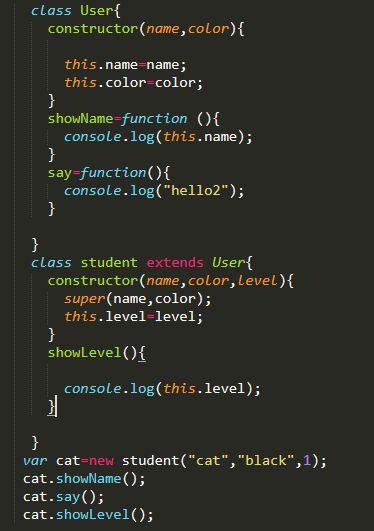 class User{
constructor(name,color){
this.name=name;
this.color=color;
}
showName=function (){
console.log(this.name);
}
say=function(){
console.log("hello2");
}
}
class student extends User{
constructor(name,color,level){
super(name,color);
this.level=level;
}
showLevel(){
console.log(this.level);
}
}
var cat=new student("cat","black",1);
cat.showName();
cat.say();
cat.showLevel();